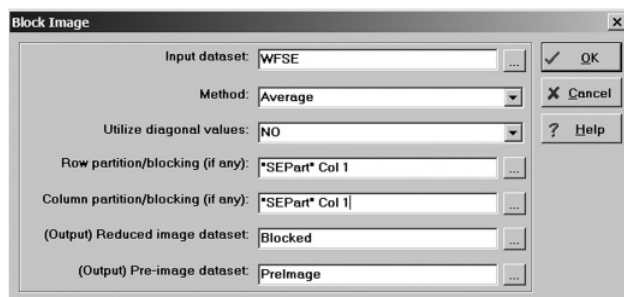 Block Image
Input dataset: WFSE ...
OK
Method: Average
Cancel
Utilize diagonal values: NO
? Help
Row partition/blocking (if any): "SEPart" Col 1 ...
Column partition/blocking (if any): "SEPart" Col 1 ...
(Output) Reduced image dataset: Blocked ...
(Output) Pre-image dataset: PreImage ...